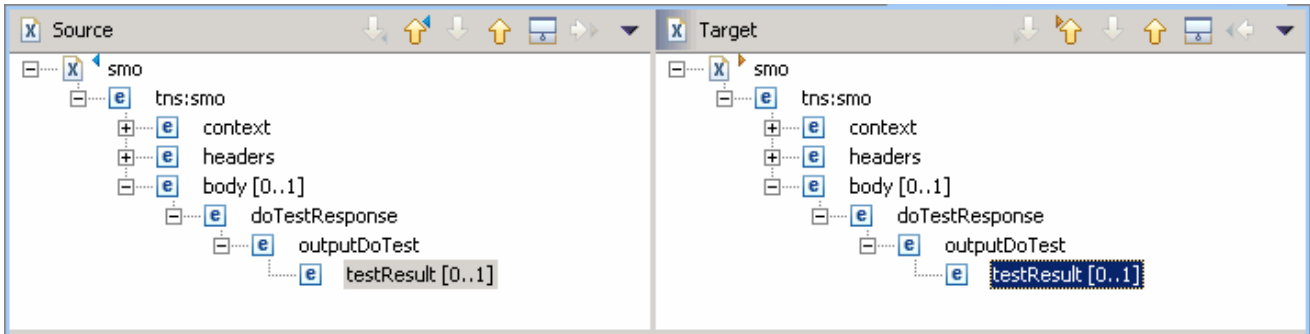 Source
smo
tns:smo
context
headers
body [0..1]
doTestResponse
outputDoTest
testResult [0..1]
Target
smo
tns:smo
context
headers
body [0..1]
doTestResponse
outputDoTest
testResult [0..1]